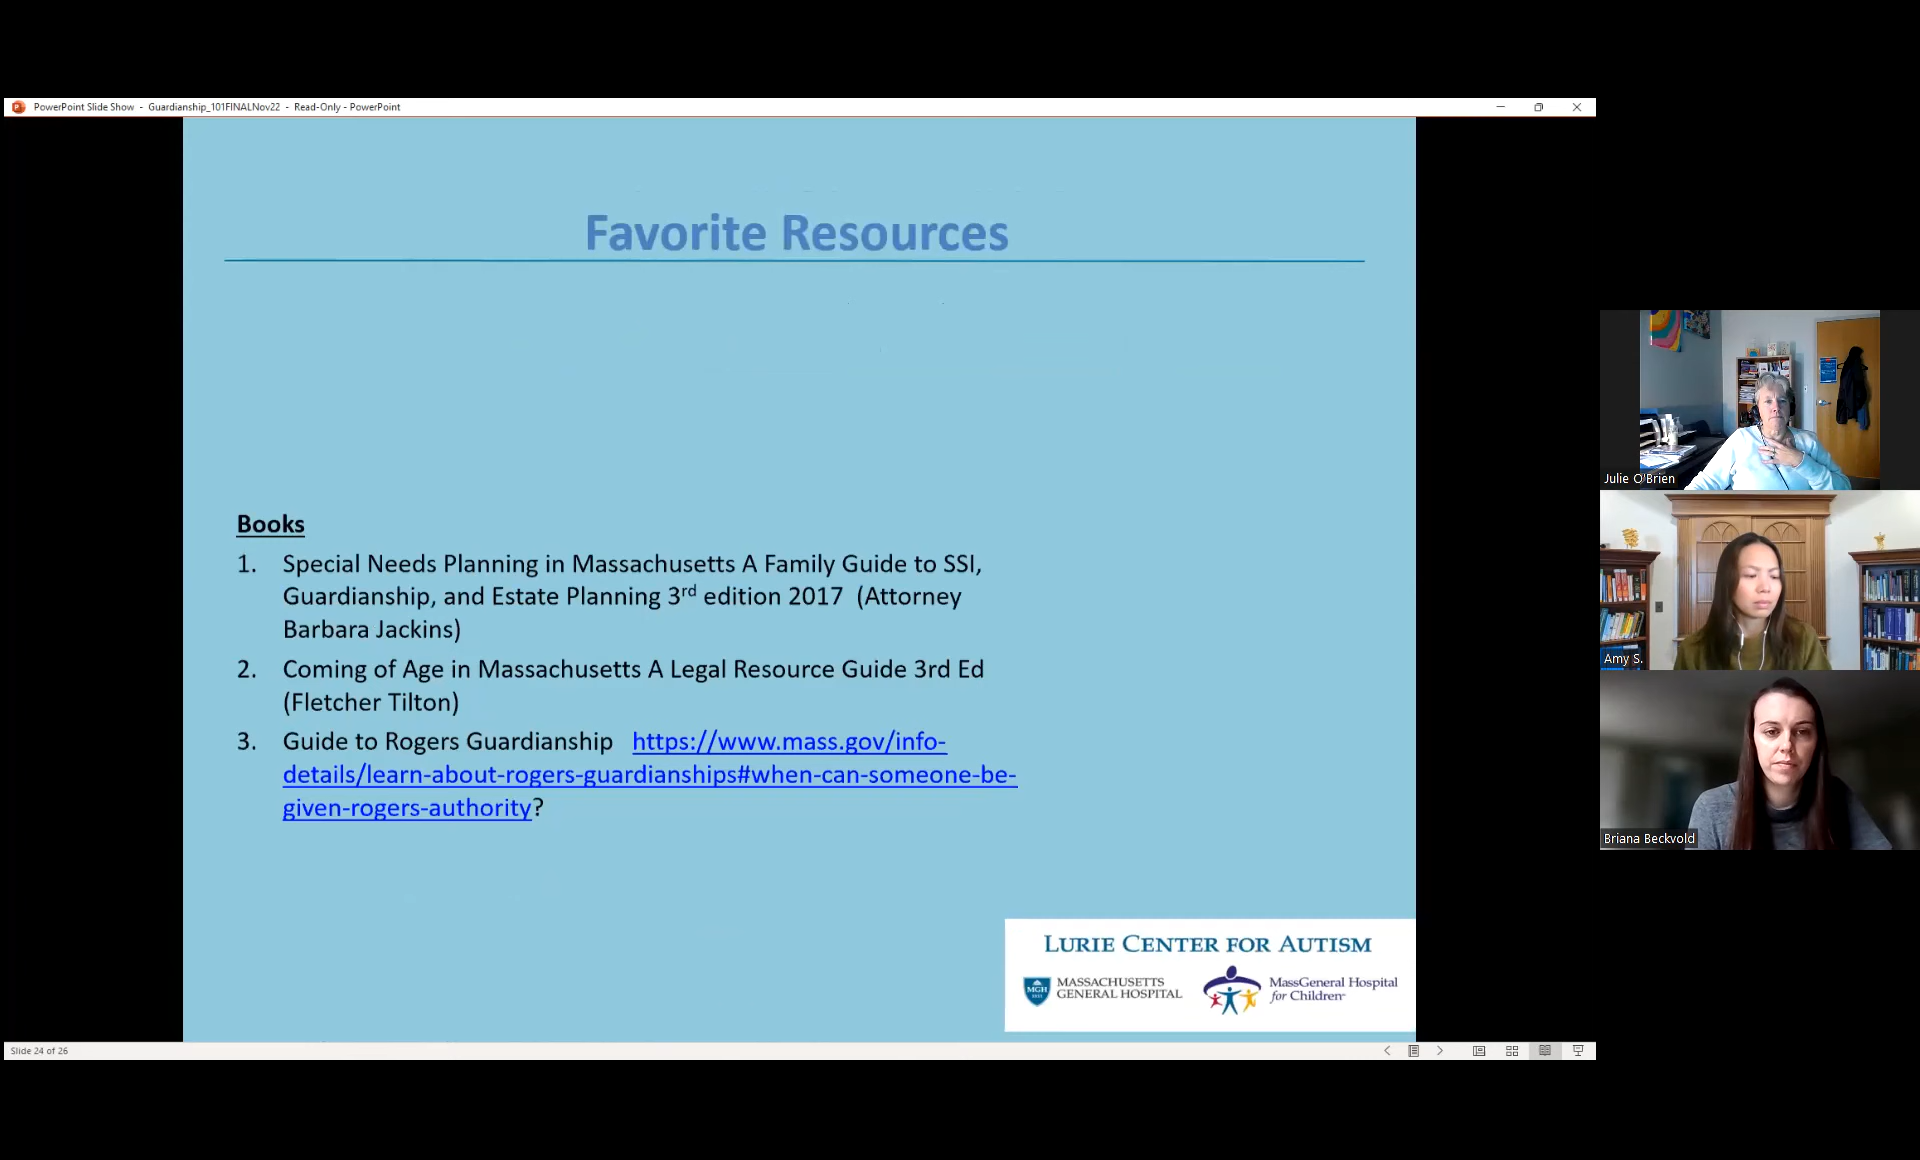 PowerPoint Slide Show - Guardianship_101FINALNov22 - Read-Only - PowerPoint
Favorite Resources
Books
1. Special Needs Planning in Massachusetts A Family Guide to SSI,
Guardianship, and Estate Planning 3rd edition 2017 (Attorney
Barbara Jackins)
2. Coming of Age in Massachusetts A Legal Resource Guide 3rd Ed
(Fletcher Tilton)
3. Guide to Rogers Guardianship https://www.mass.gov/info-
details/learn-about-rogers-guardianships#when-can-someone-be-
given-rogers-authority?
LURIE CENTER FOR AUTISM
MGH
MASSACHUSETTS
GENERAL HOSPITAL
MassGeneral Hospital
for Children
Slide 24 of 26
Julie O'Brien
Amy S.
Briana Beckvold